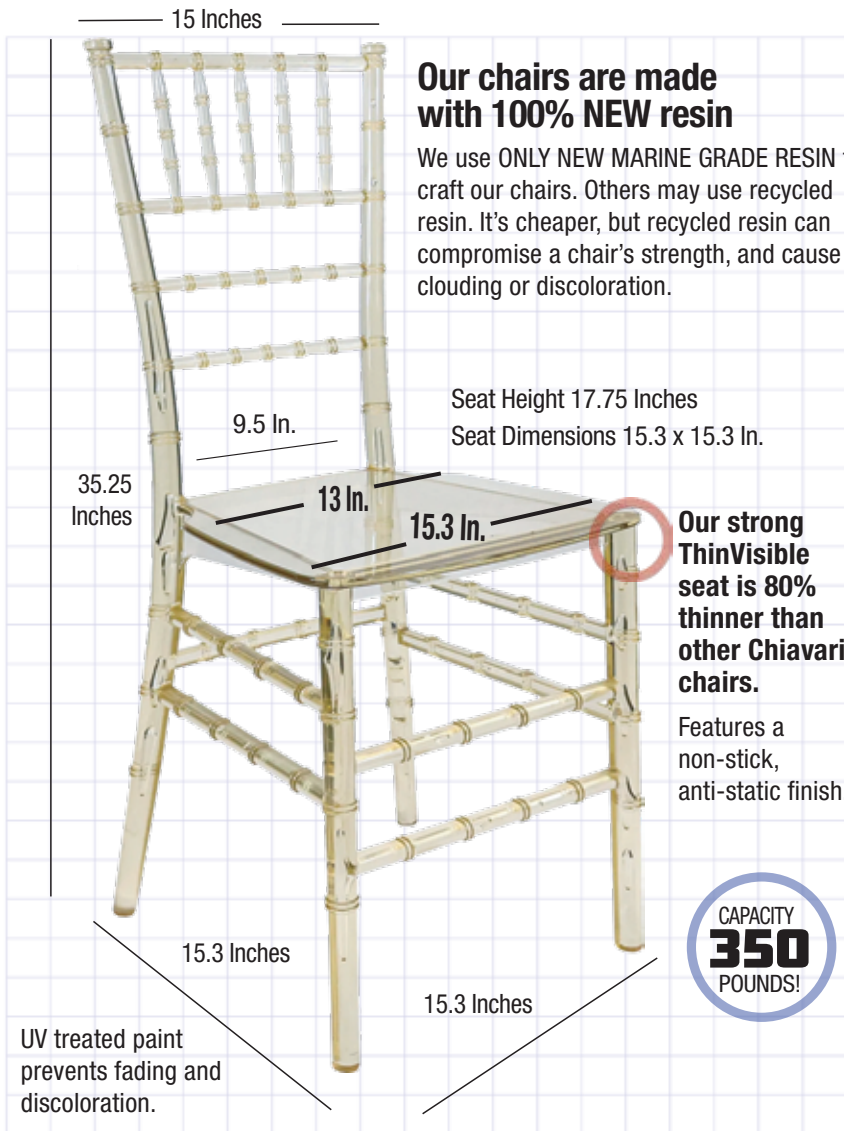 15 Inches
Our chairs are made
with 100% NEW resin
We use ONLY NEW MARINE GRADE RESIN
craft our chairs. Others may use recycled
resin. It's cheaper, but recycled resin can
compromise a chair's strength, and cause
clouding or discoloration.
Seat Height 17.75 Inches
Seat Dimensions 15.3 x 15.3 In.
9.5 In.
35.25
Inches
13 In.
15.3 In.
Our strong
ThinVisible
seat is 80%
thinner than
other Chiavari
chairs.
Features a
non-stick,
anti-static finish
CAPACITY
350
POUNDS!
15.3 Inches
15.3 Inches
UV treated paint
prevents fading and
discoloration.